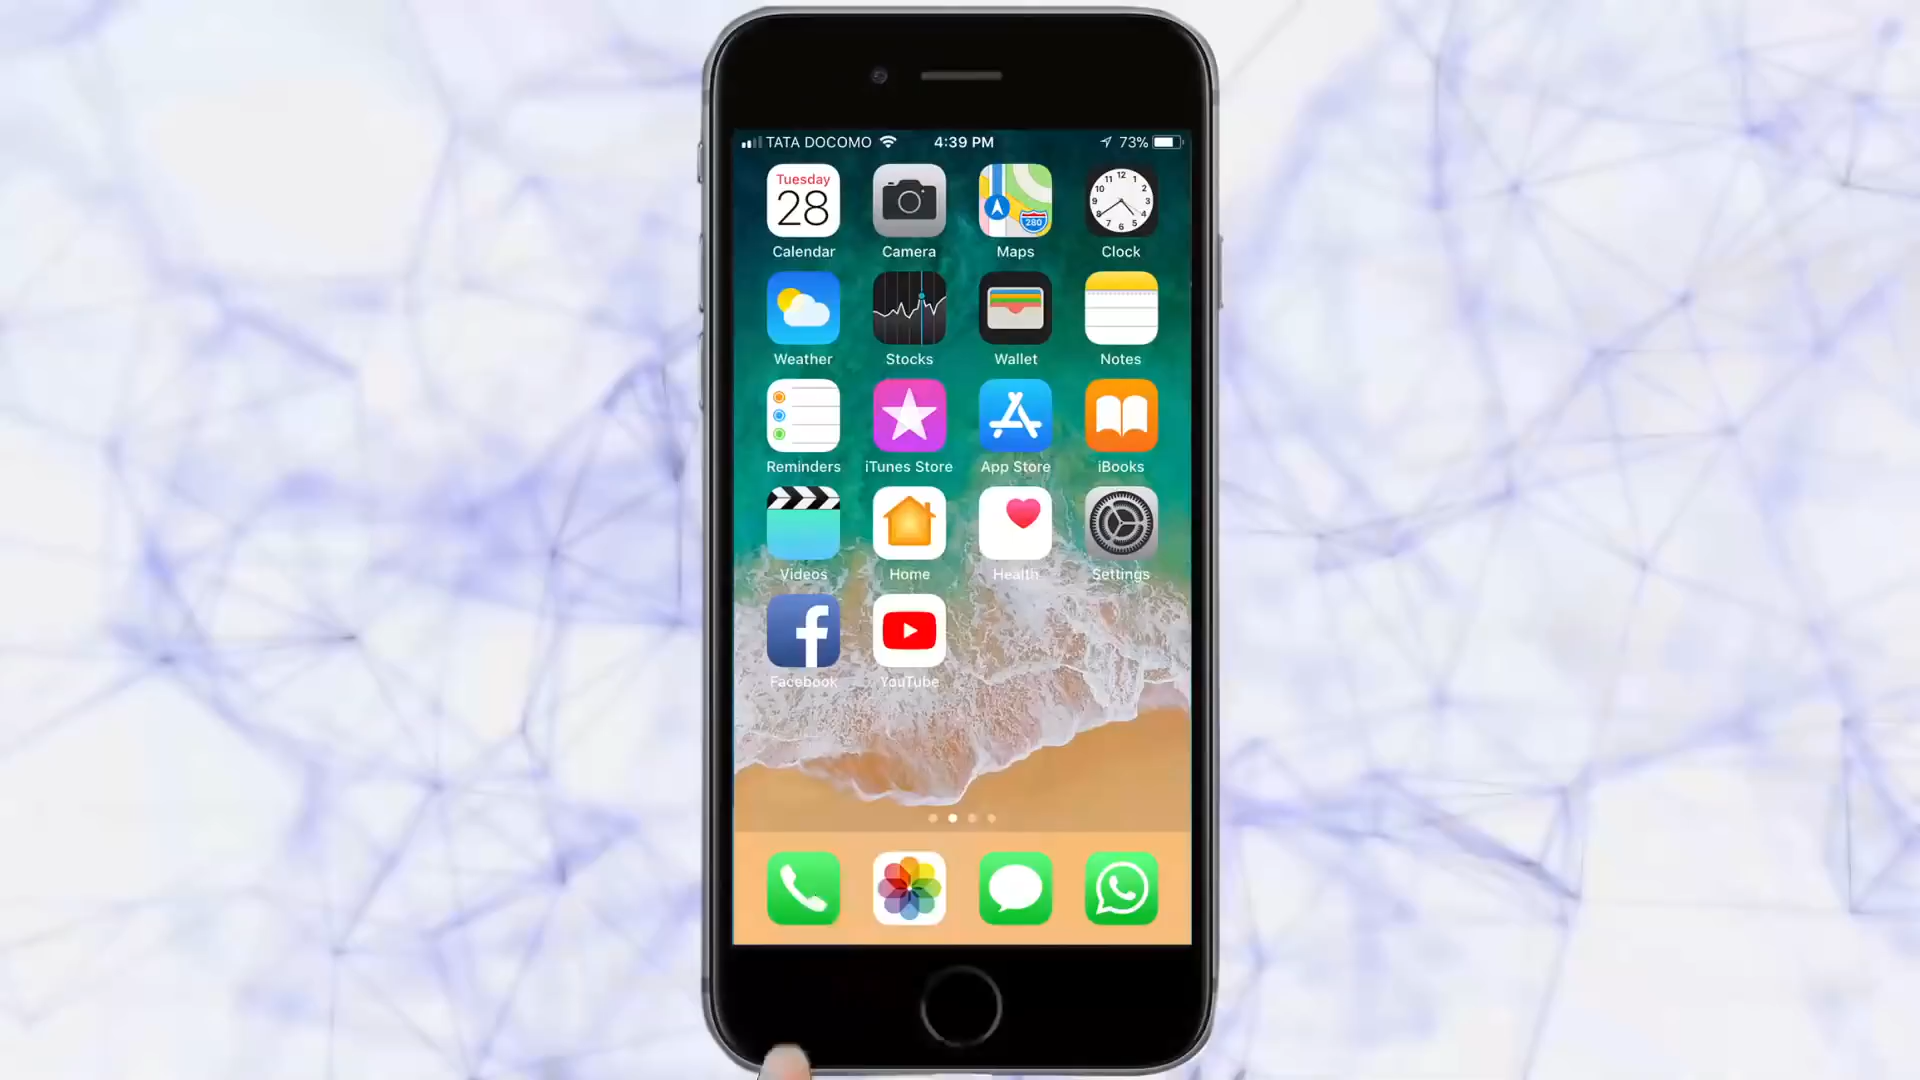 TATA DOCOMO 4:39 PM 73%
Tuesday
28
Calendar Camera Maps Clock
280
Weather Stocks Wallet Notes
Reminders iTunes Store App Store iBooks
Videos Home Health Settings
Facebook YouTube